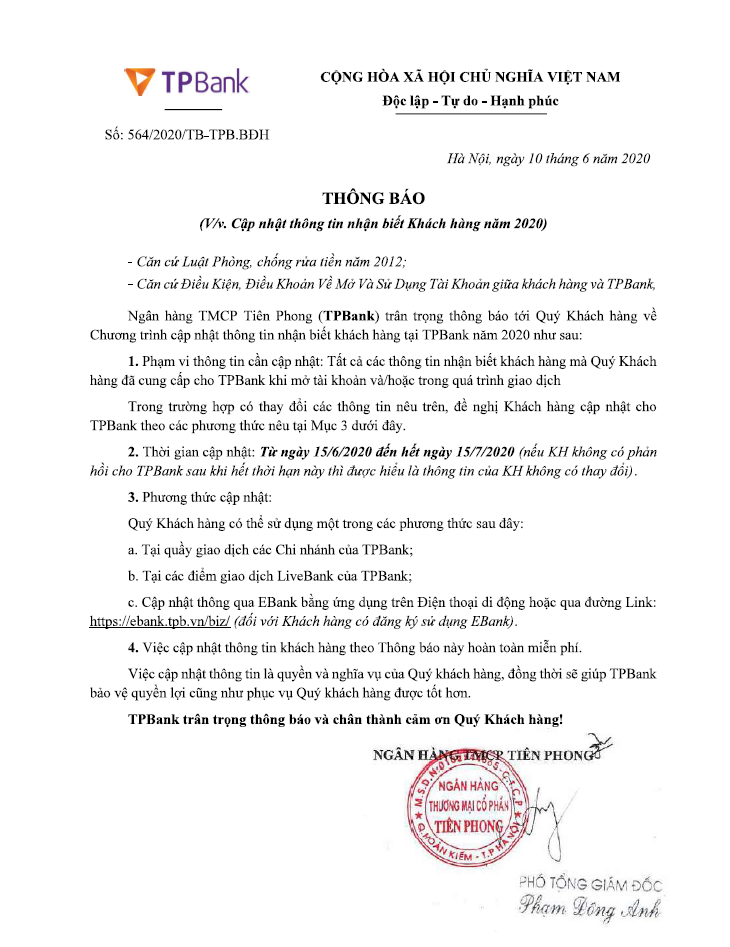 TPBank
CỘNG HÒA XÃ HỘI CHỦ NGHĨA VIỆT NAM
Độc lập - Tự do - Hạnh phúc
Số: 564/2020/TB-TPB.BĐH
Hà Nội, ngày 10 tháng 6 năm 2020
THÔNG BÁO
(V/v. Cập nhật thông tin nhận biết Khách hàng năm 2020)
- Căn cứ Luật Phòng, chống rửa tiền năm 2012;
- Căn cứ Điều Kiện, Điều Khoản Về Mở Và Sử Dụng Tài Khoản giữa khách hàng và TPBank,
Ngân hàng TMCP Tiên Phong (TPBank) trân trọng thông báo tới Quý Khách hàng về
Chương trình cập nhật thông tin nhận biết khách hàng tại TPBank năm 2020 như sau:
1. Phạm vi thông tin cần cập nhật: Tất cả các thông tin nhận biết khách hàng mà Quý Khách
hàng đã cung cấp cho TPBank khi mở tài khoản và/hoặc trong quá trình giao dịch
Trong trường hợp có thay đổi các thông tin nêu trên, đề nghị Khách hàng cập nhật cho
TPBank theo các phương thức nêu tại Mục 3 dưới đây.
2. Thời gian cập nhật: Từ ngày 15/6/2020 đến hết ngày 15/7/2020 (nếu KH không có phản
hồi cho TPBank sau khi hết thời hạn này thì được hiểu là thông tin của KH không có thay đổi).
3. Phương thức cập nhật:
Quý Khách hàng có thể sử dụng một trong các phương thức sau đây:
a. Tại quầy giao dịch các Chi nhánh của TPBank;
b. Tại các điểm giao dịch LiveBank của TPBank;
c. Cập nhật thông qua EBank bằng ứng dụng trên Điện thoại di động hoặc qua đường Link:
https://ebank.tpb.vn/biz/ (đối với Khách hàng có đăng ký sử dụng EBank).
4. Việc cập nhật thông tin khách hàng theo Thông báo này hoàn toàn miễn phí.
Việc cập nhật thông tin là quyền và nghĩa vụ của Quý khách hàng, đồng thời sẽ giúp TPBank
bảo vệ quyền lợi cũng như phục vụ Quý khách hàng được tốt hơn.
TPBank trân trọng thông báo và chân thành cảm ơn Quý Khách hàng!
NGÂN HÀNG TMCP TIÊN PHONG
NGÂN HÀNG
THƯƠNG MẠI CỔ PHẦN
TIÊN PHONG
Q.HOÀN KIẾM - T.P HÀ NỘI
PHÓ TỔNG GIÁM ĐỐC
Phạm Đông Anh